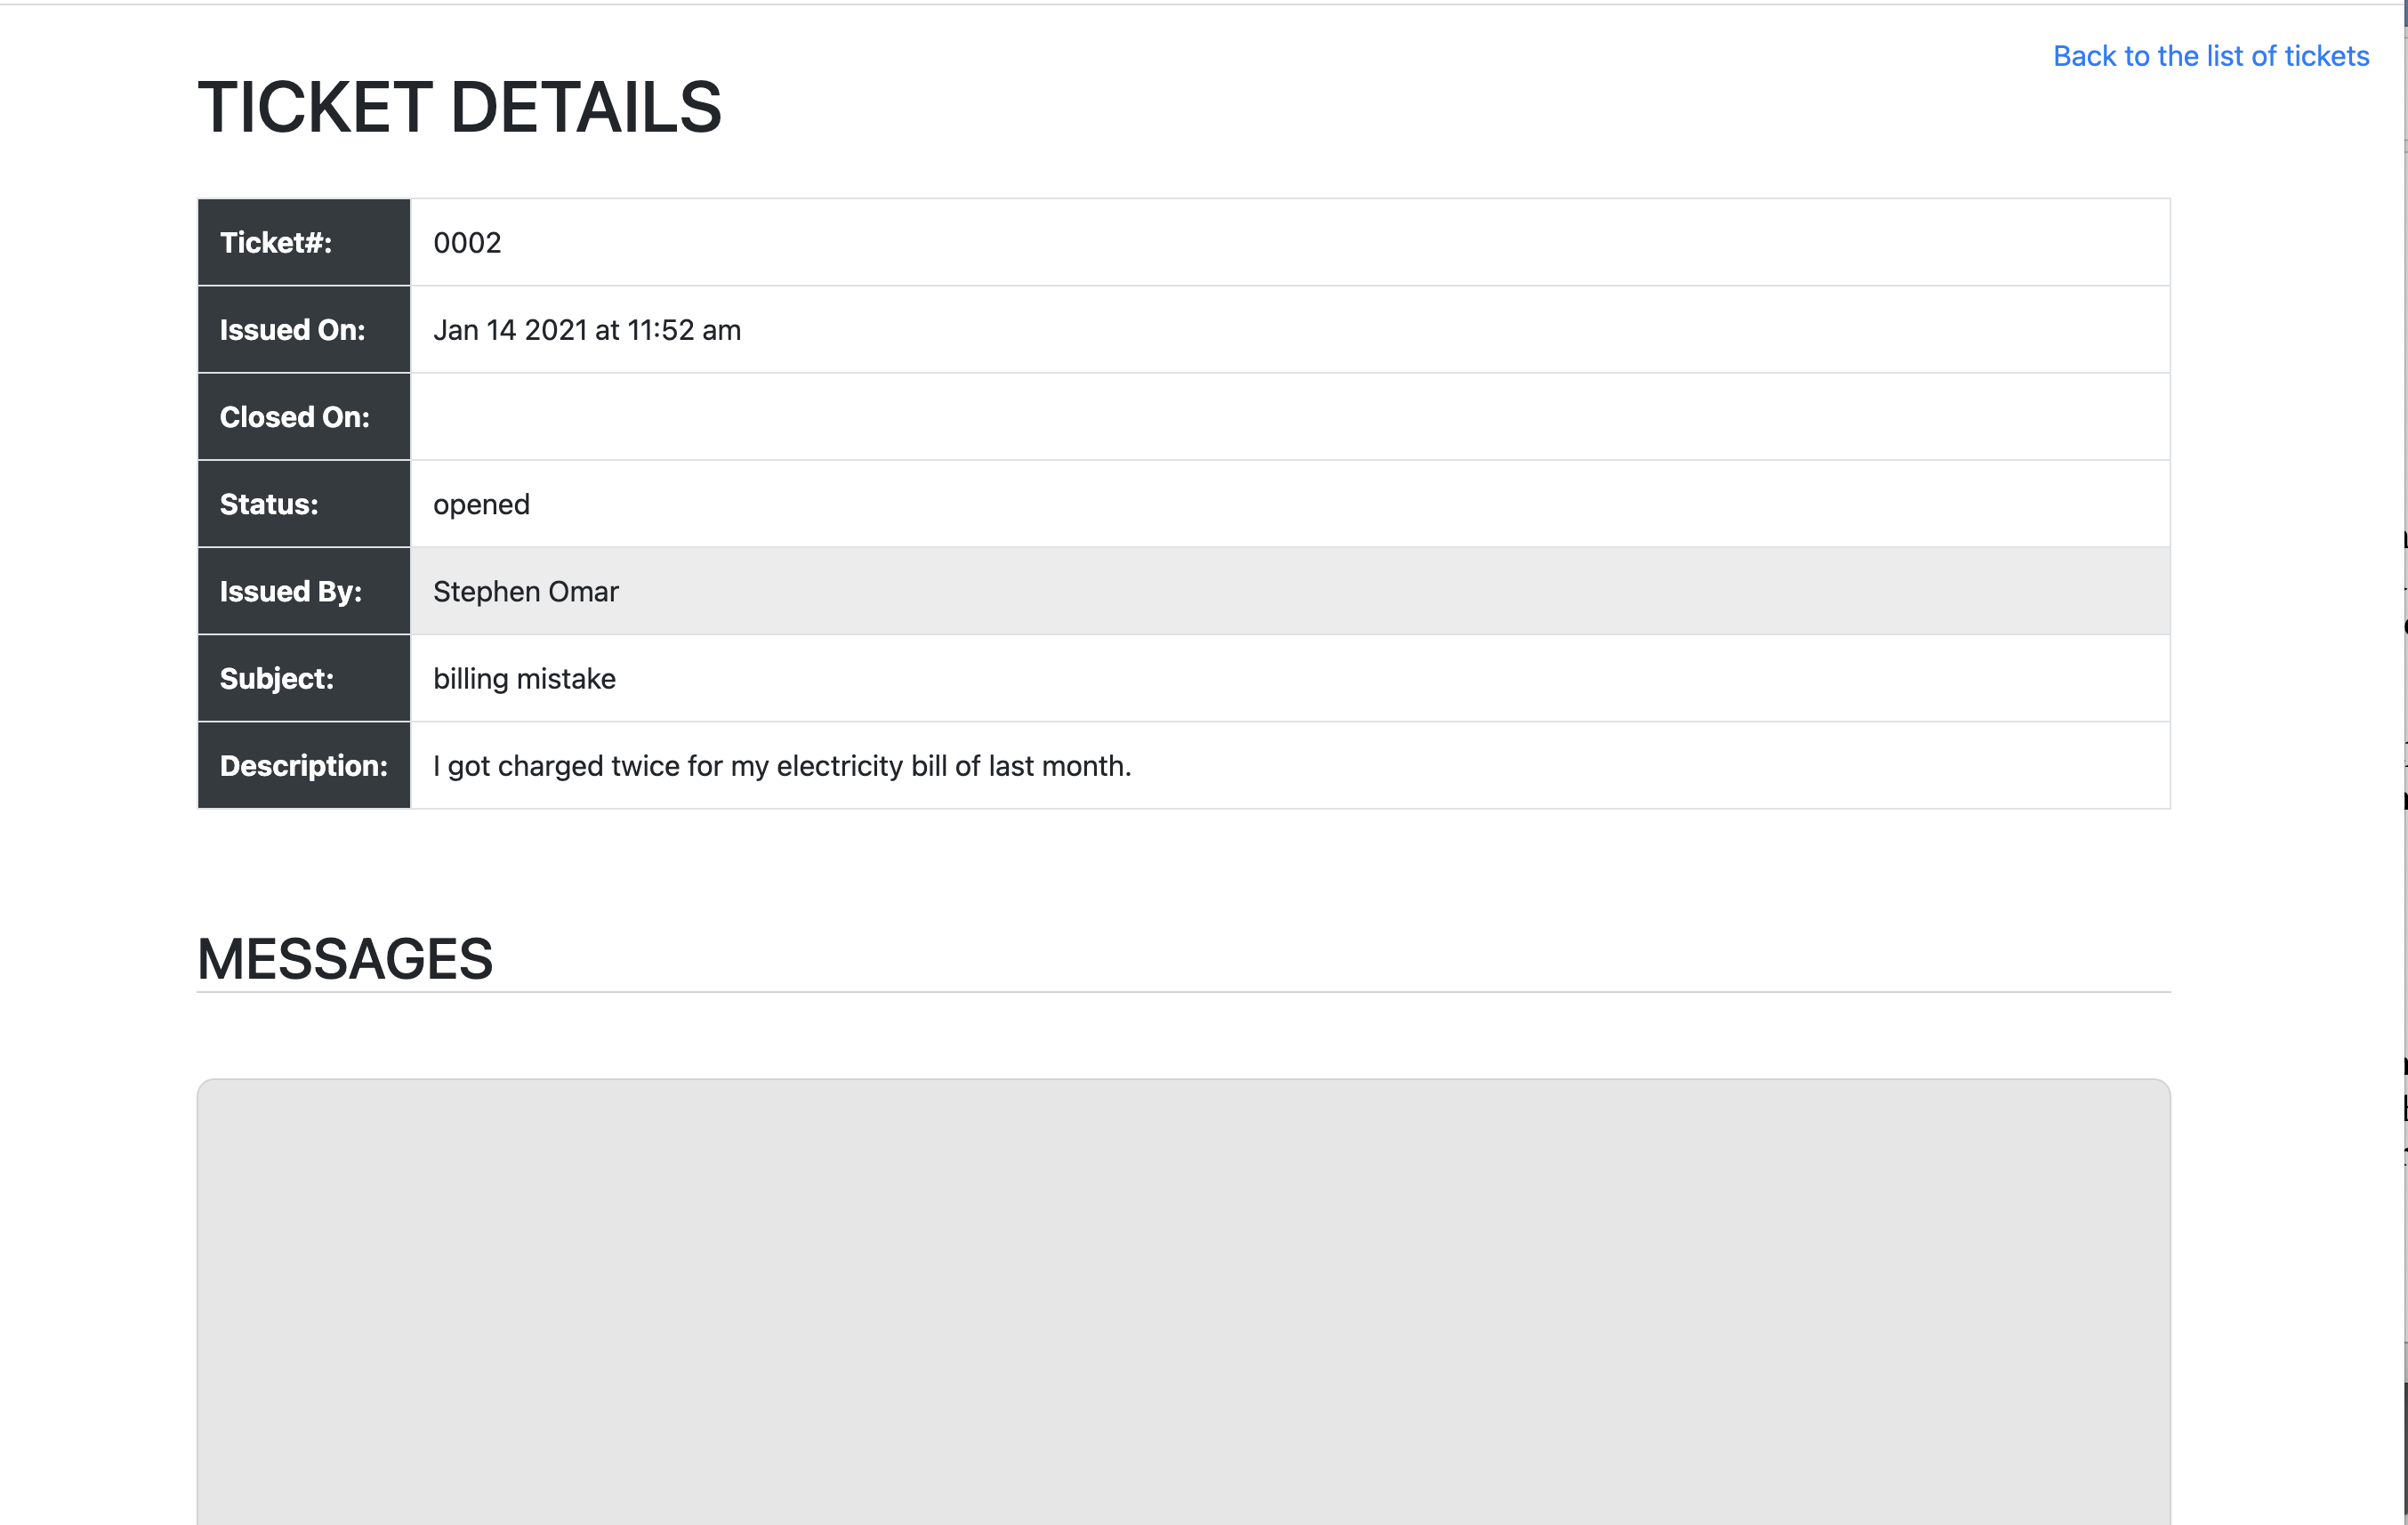 Back to the list of tickets
TICKET DETAILS
Ticket#: 0002
Issued On: Jan 14 2021 at 11:52 am
Closed On:
Status: opened
Issued By: Stephen Omar
Subject: billing mistake
Description: I got charged twice for my electricity bill of last month.
MESSAGES